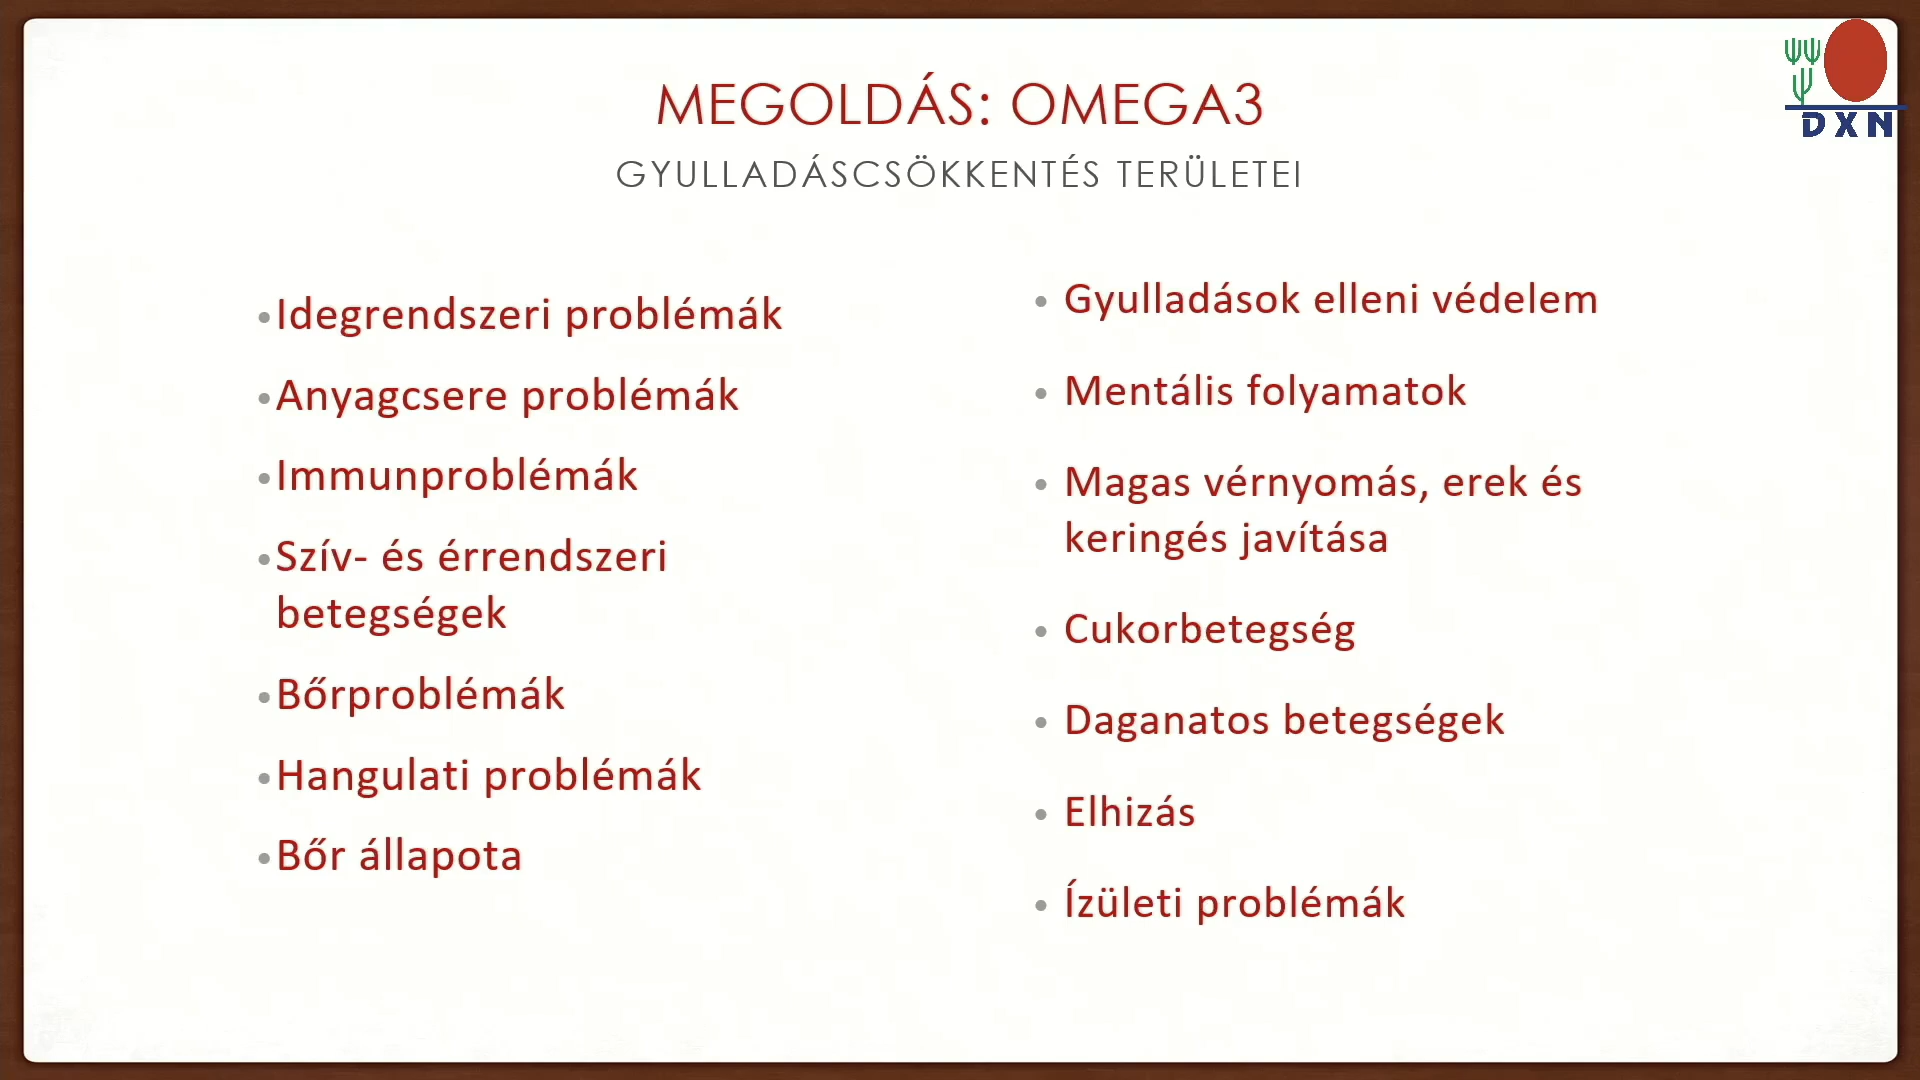 MEGOLDÁS: OMEGA3
GYULLADÁSCSÖKKENTÉS TERÜLETEI
DXN
•Idegrendszeri problémák
•Anyagcsere problémák
•Immunproblémák
•Szív- és érrendszeri
betegségek
•Bőrproblémák
•Hangulati problémák
•Bőr állapota
• Gyulladások elleni védelem
• Mentális folyamatok
• Magas vérnyomás, erek és
keringés javítása
• Cukorbetegség
• Daganatos betegségek
• Elhizás
• Ízületi problémák